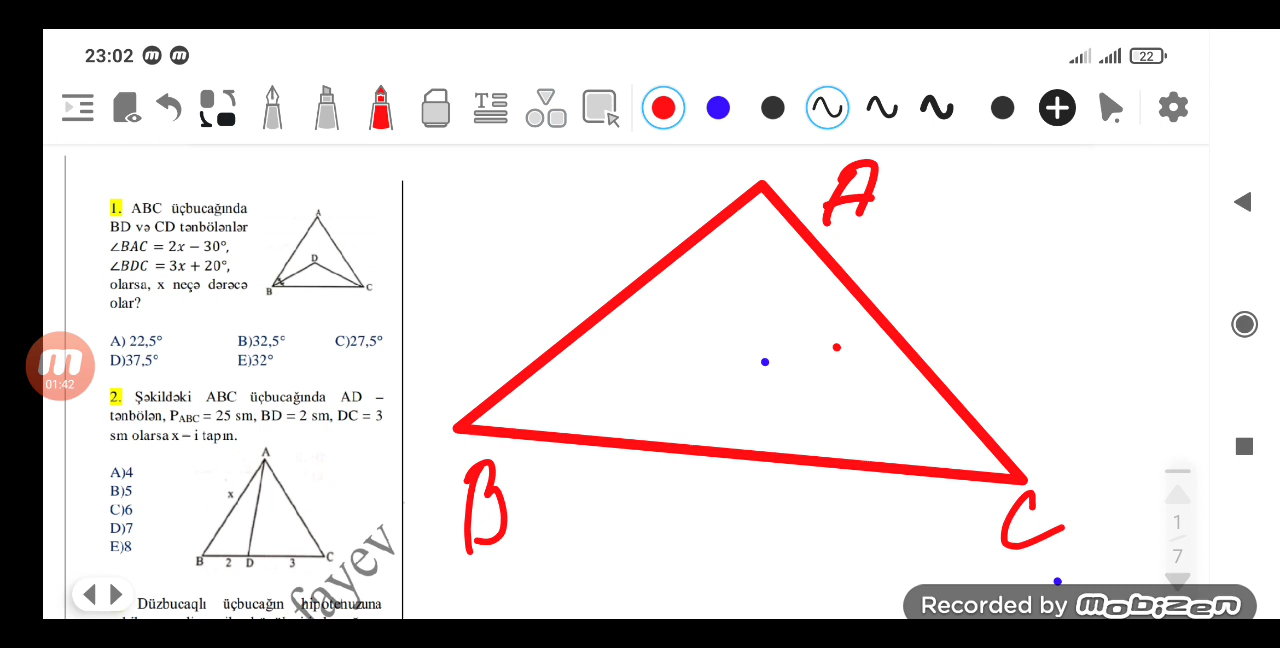 23:02
22
T
1. ABC üçbucağında
BD və CD tənbölənlər
∠BAC = 2x − 30°,
∠BDC = 3x + 20°,
olarsa, x neçə dərəcə
olar?
A
D
B
C
A) 22,5° B)32,5° C)27,5°
D)37,5° E)32°
01:42
2. Şəkildəki ABC üçbucağında AD –
tənbölən, PABC = 25 sm, BD = 2 sm, DC = 3
sm olarsa x – i tapın.
A)4
B)5
C)6
D)7
E)8
A
x
B 2 D 3 C
fayev
Düzbucaqlı üçbucağın hipotenuzuna
A
B
C
1
7
Recorded by mobizen